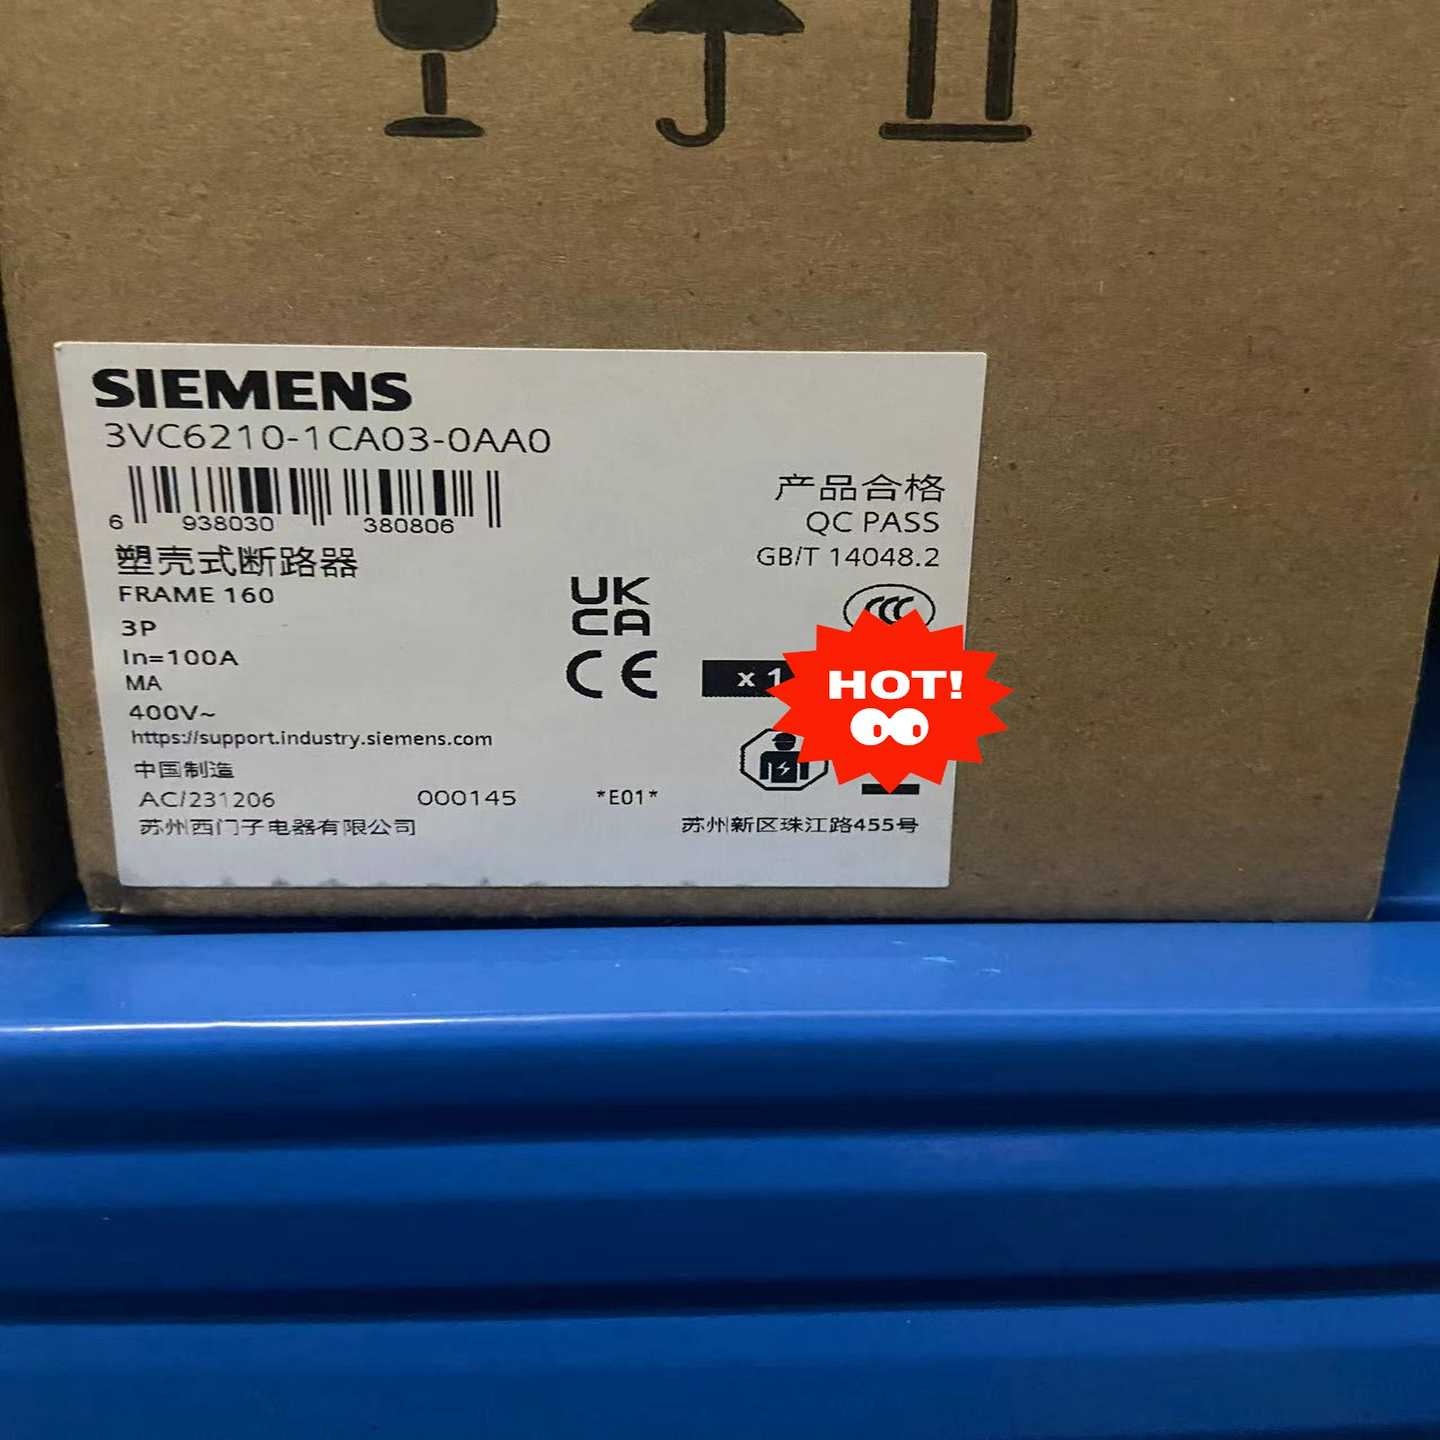 SIEMENS
3VC6210-1CA03-0AA0
6 938030 380806
产品合格
QC PASS
GB/T 14048.2
塑壳式断路器
FRAME 160
3P
In=100A
MA
400V~
https://support.industry.siemens.com
中国制造
AC/231206 000145 *E01*
苏州西门子电器有限公司 苏州新区珠江路455号
UK
CA
CE
CCC
x 1
HOT!